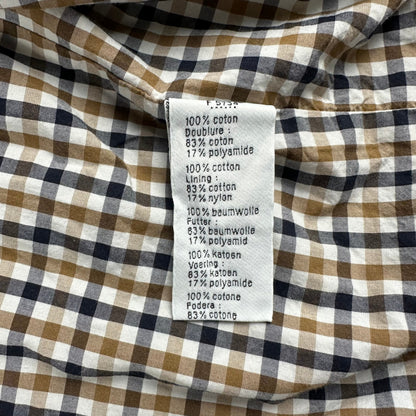 100% coton
Doublure :
83% coton
17% polyamide
100% cotton
Lining :
83% cotton
17% nylon
100% baumwolle
Futter :
83% baumwolle
17% polyamid
100% katoen
Voering :
83% katoen
17% polyamide
100% cotone
Fodera :
83% cotone